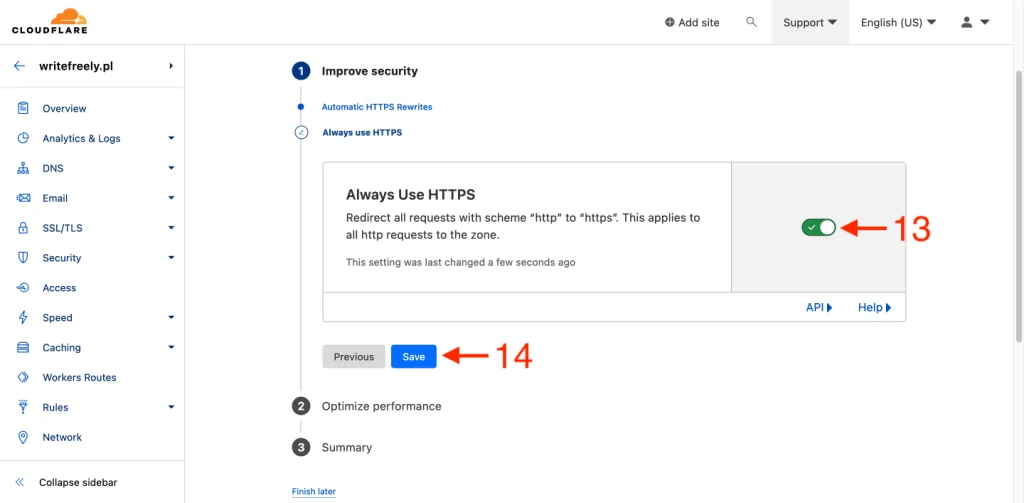 CLOUDFLARE
Add site
Support
English (US)
writefreely.pl
Overview
Analytics & Logs
DNS
Email
SSL/TLS
Security
Access
Speed
Caching
Workers Routes
Rules
Network
Collapse sidebar
1 Improve security
Automatic HTTPS Rewrites
Always use HTTPS
Always Use HTTPS
Redirect all requests with scheme “http” to “https”. This applies to
all http requests to the zone.
This setting was last changed a few seconds ago
13
API
Help
Previous
Save
14
2 Optimize performance
3 Summary
Finish later